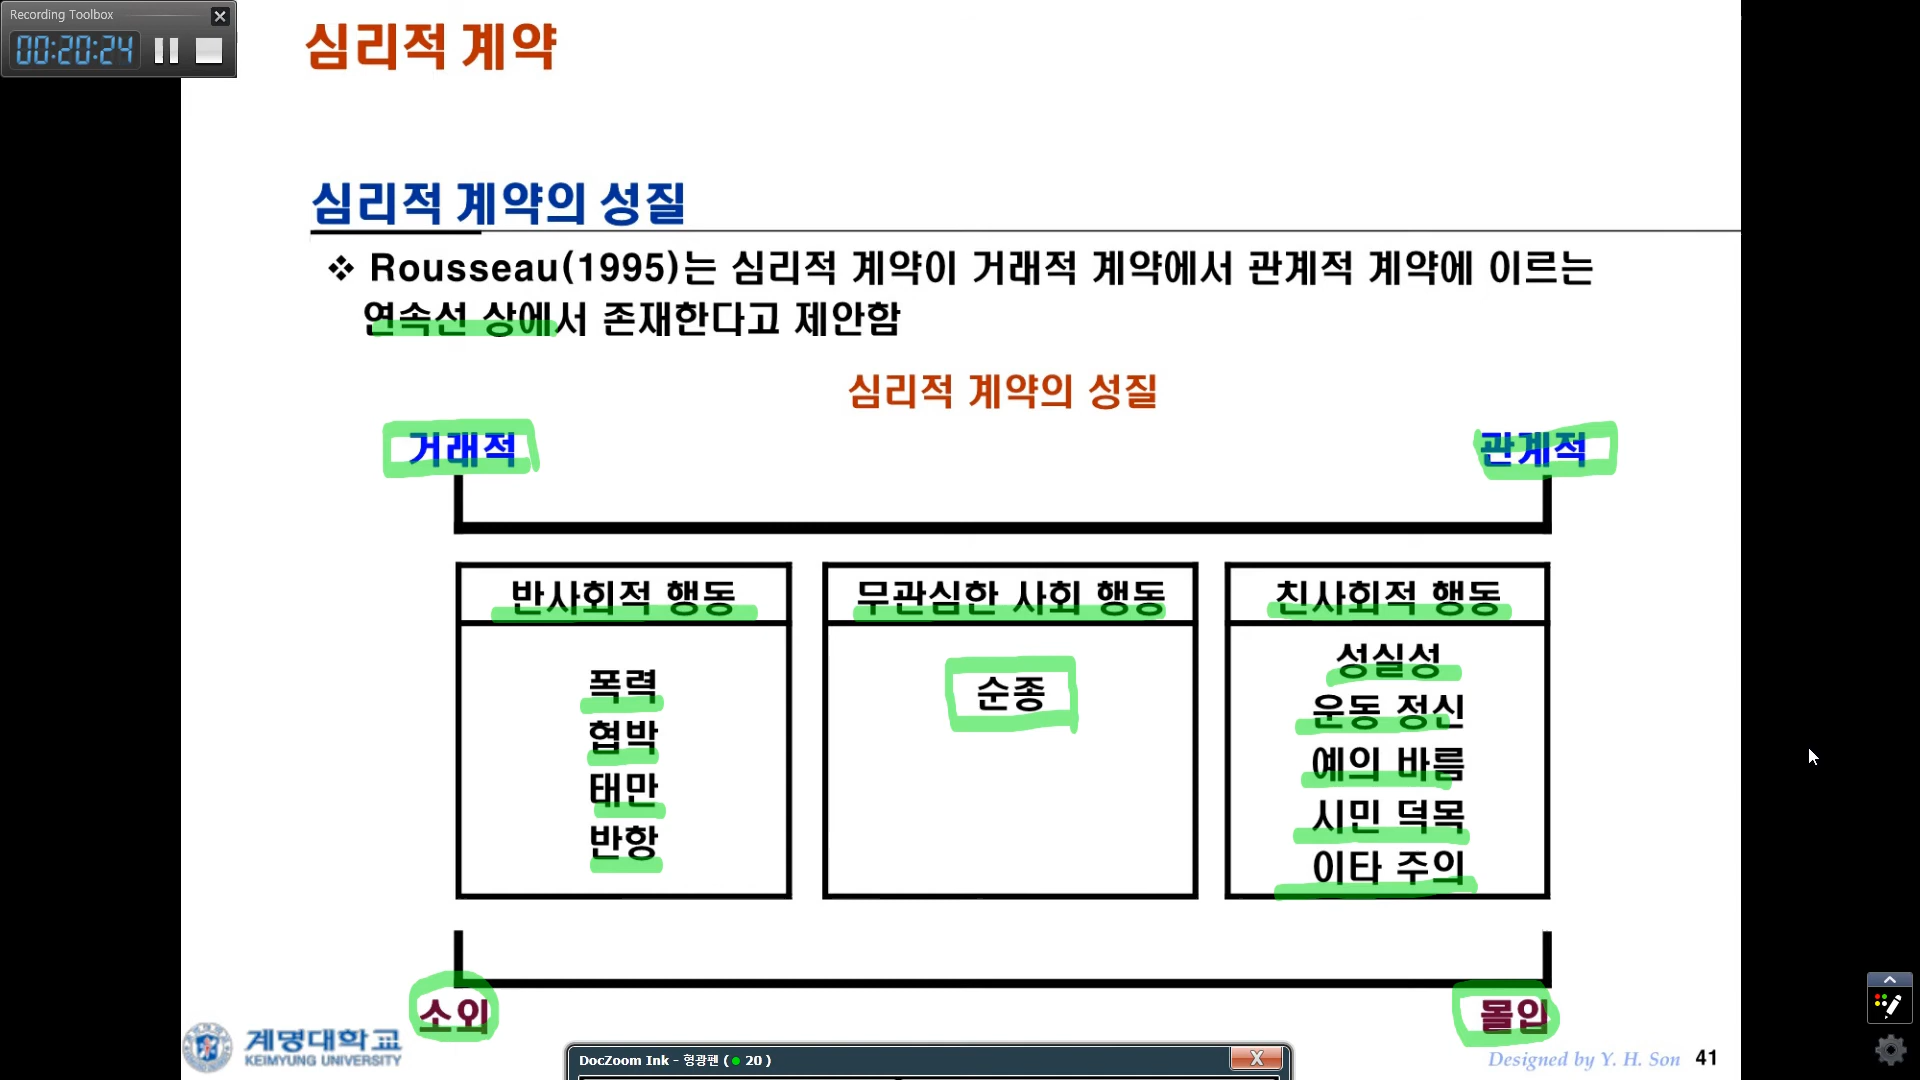 Recording Toolbox
00:20:24
심리적 계약
심리적 계약의 성질
❖ Rousseau(1995)는 심리적 계약이 거래적 계약에서 관계적 계약에 이르는
연속선 상에서 존재한다고 제안함
심리적 계약의 성질
거래적
관계적
반사회적 행동
폭력
협박
태만
반항
무관심한 사회 행동
순종
친사회적 행동
성실성
운동 정신
예의 바름
시민 덕목
이타 주의
소외
몰입
계명대학교
KEIMYUNG UNIVERSITY
DocZoom Ink - 형광펜 ( ● 20 )
Designed by Y. H. Son 41